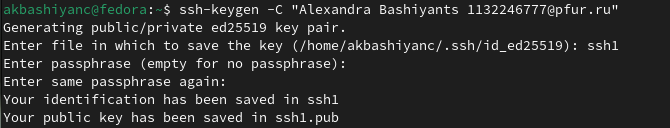 akbashiyanc@fedora:~$ ssh-keygen -C "Alexandra Bashiyants 1132246777@pfur.ru"
Generating public/private ed25519 key pair.
Enter file in which to save the key (/home/akbashiyanc/.ssh/id_ed25519): ssh1
Enter passphrase (empty for no passphrase):
Enter same passphrase again:
Your identification has been saved in ssh1
Your public key has been saved in ssh1.pub